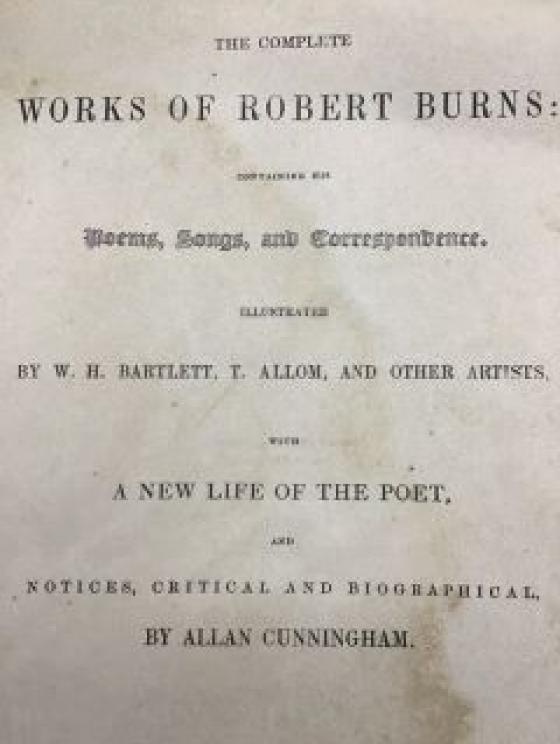 THE COMPLETE
WORKS OF ROBERT BURNS:
CONTAINING HIS
Poems, Songs, and Correspondence.
ILLUSTRATED
BY W. H. BARTLETT, T. ALLOM, AND OTHER ARTISTS,
WITH
A NEW LIFE OF THE POET,
AND
NOTICES, CRITICAL AND BIOGRAPHICAL,
BY ALLAN CUNNINGHAM.